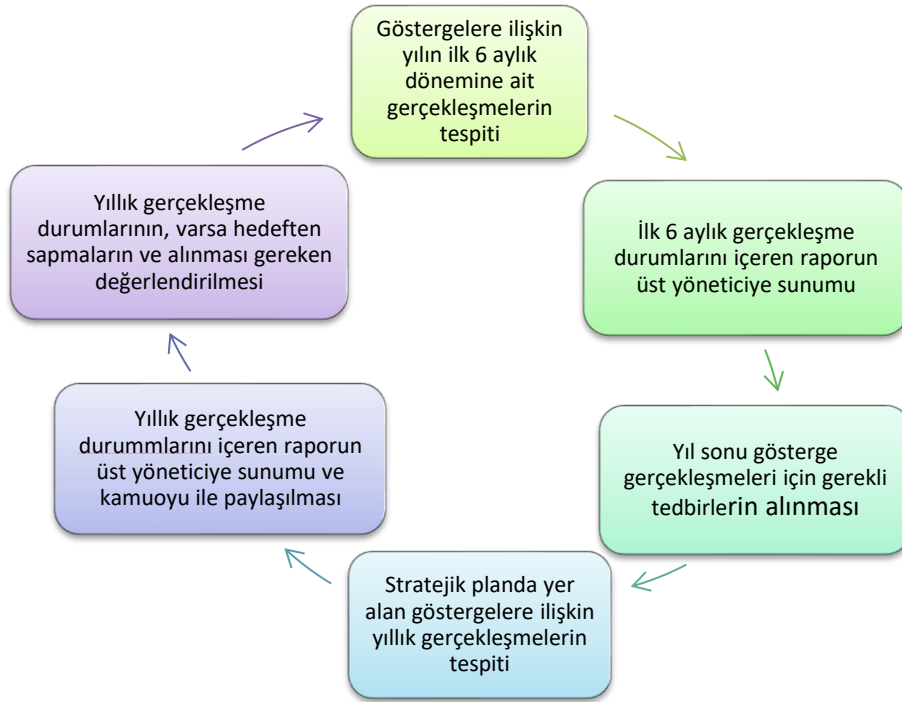 Göstergelere ilişkin
yılın ilk 6 aylık
dönemine ait
gerçekleşmelerin
tespiti
İlk 6 aylık gerçekleşme
durumlarını içeren raporun
üst yöneticiye sunumu
Yıl sonu gösterge
gerçekleşmeleri için gerekli
tedbirlerin alınması
Stratejik planda yer
alan göstergelere ilişkin
yıllık gerçekleşmelerin
tespiti
Yıllık gerçekleşme
durummlarını içeren raporun
üst yöneticiye sunumu ve
kamuoyu ile paylaşılması
Yıllık gerçekleşme
durumlarının, varsa hedeften
sapmaların ve alınması gereken
değerlendirilmesi